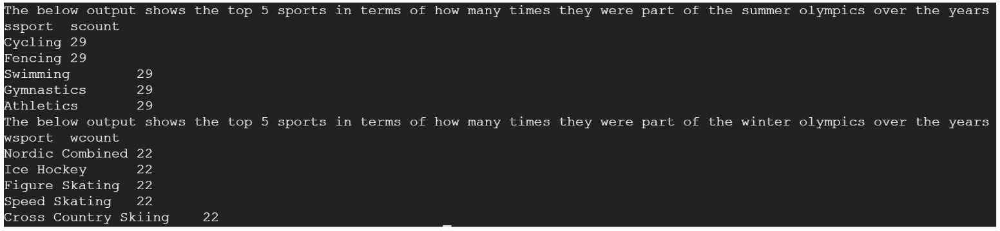 The below output shows the top 5 sports in terms of how many times they were part of the summer olympics over the years
ssport scount
Cycling 29
Fencing 29
Swimming 29
Gymnastics 29
Athletics 29
The below output shows the top 5 sports in terms of how many times they were part of the winter olympics over the years
wsport wcount
Nordic Combined 22
Ice Hockey 22
Figure Skating 22
Speed Skating 22
Cross Country Skiing 22